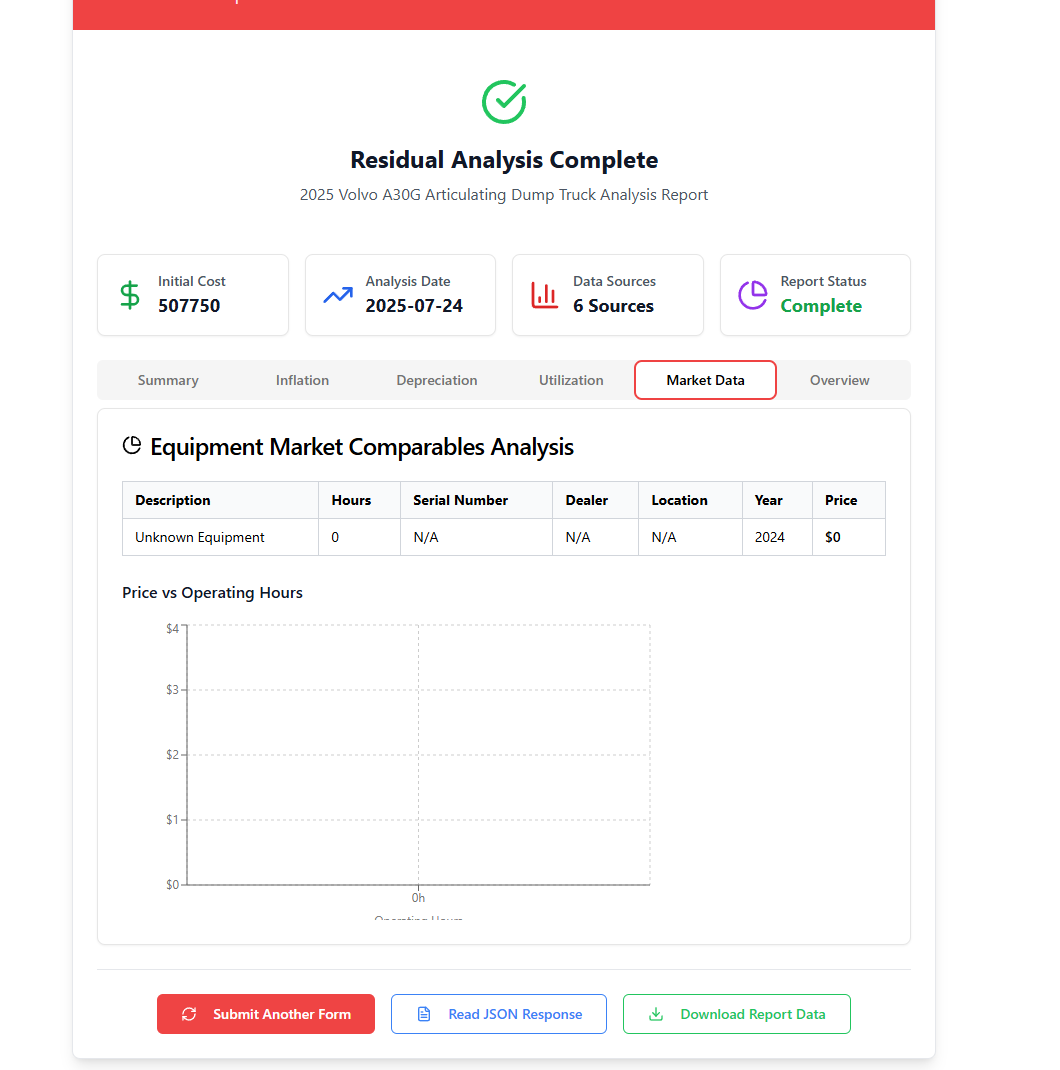 Residual Analysis Complete
2025 Volvo A30G Articulating Dump Truck Analysis Report
Initial Cost
507750
Analysis Date
2025-07-24
Data Sources
6 Sources
Report Status
Complete
Summary Inflation Depreciation Utilization Market Data Overview
Equipment Market Comparables Analysis
Description Hours Serial Number Dealer Location Year Price
Unknown Equipment 0 N/A N/A N/A 2024 $0
Price vs Operating Hours
$4
$3
$2
$1
$0
0h
Operating Hours
Submit Another Form Read JSON Response Download Report Data